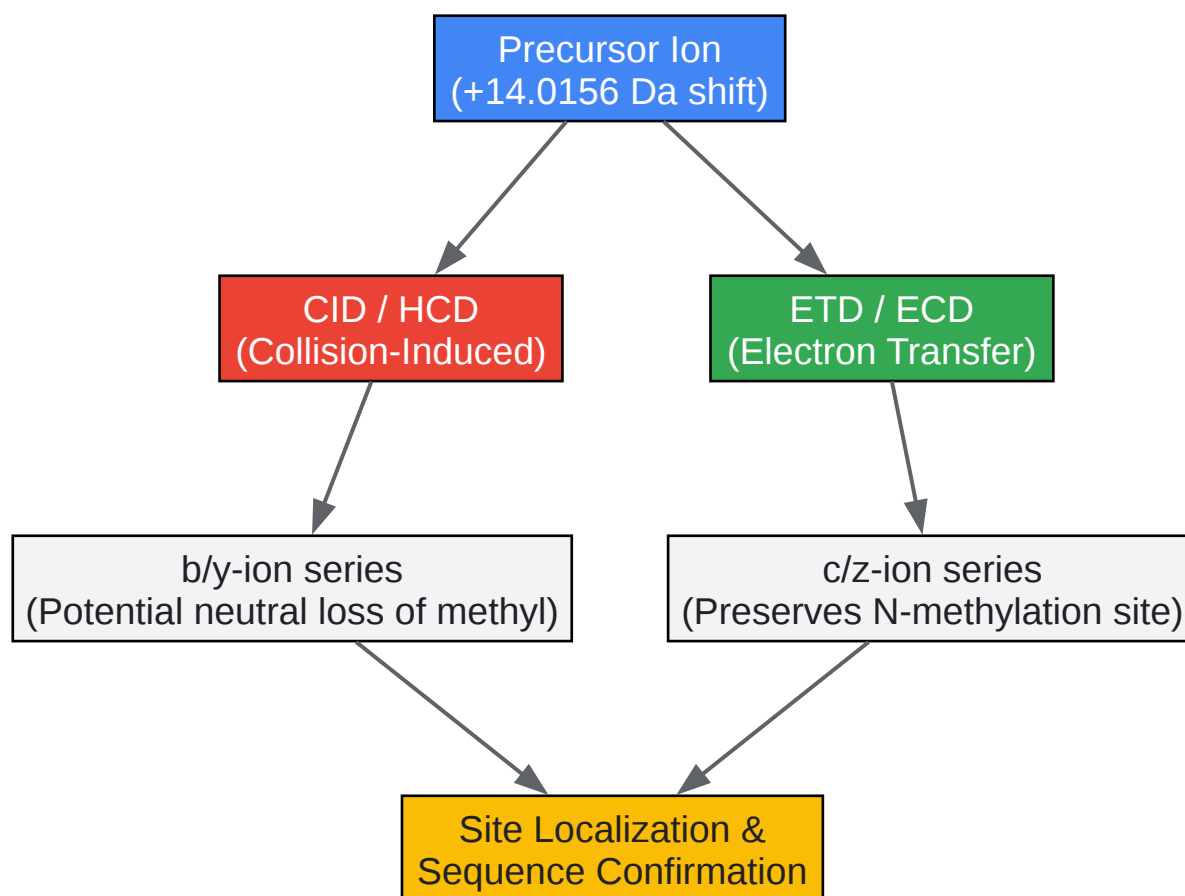 Precursor Ion
(+14.0156 Da shift)
CID / HCD
(Collision-Induced)
ETD / ECD
(Electron Transfer)
b/y-ion series
(Potential neutral loss of methyl)
c/z-ion series
(Preserves N-methylation site)
Site Localization &
Sequence Confirmation